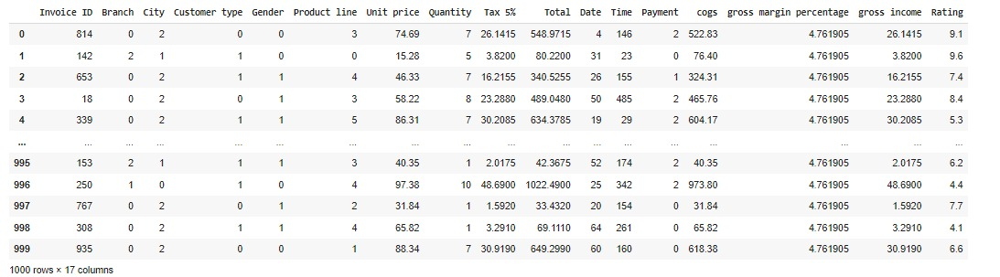 Invoice ID Branch City Customer type Gender Product line Unit price Quantity Tax 5% Total Date Time Payment cogs gross margin percentage gross income Rating
0 814 0 2 0 0 3 74.69 7 26.1415 548.9715 4 146 2 522.83 4.761905 26.1415 9.1
1 142 2 1 1 0 0 15.28 5 3.8200 80.2200 31 23 0 76.40 4.761905 3.8200 9.6
2 653 0 2 1 1 4 46.33 7 16.2155 340.5255 26 155 1 324.31 4.761905 16.2155 7.4
3 18 0 2 0 1 3 58.22 8 23.2880 489.0480 50 485 2 465.76 4.761905 23.2880 8.4
4 339 0 2 1 1 5 86.31 7 30.2085 634.3785 19 29 2 604.17 4.761905 30.2085 5.3
... ... ... ... ... ... ... ... ... ... ... ... ... ... ... ... ... ...
995 153 2 1 1 1 3 40.35 1 2.0175 42.3675 52 174 2 40.35 4.761905 2.0175 6.2
996 250 1 0 1 0 4 97.38 10 48.6900 1022.4900 25 342 2 973.80 4.761905 48.6900 4.4
997 767 0 2 0 1 2 31.84 1 1.5920 33.4320 20 154 0 31.84 4.761905 1.5920 7.7
998 308 0 2 1 1 4 65.82 1 3.2910 69.1110 64 261 0 65.82 4.761905 3.2910 4.1
999 935 0 2 0 0 1 88.34 7 30.9190 649.2990 60 160 0 618.38 4.761905 30.9190 6.6
1000 rows × 17 columns